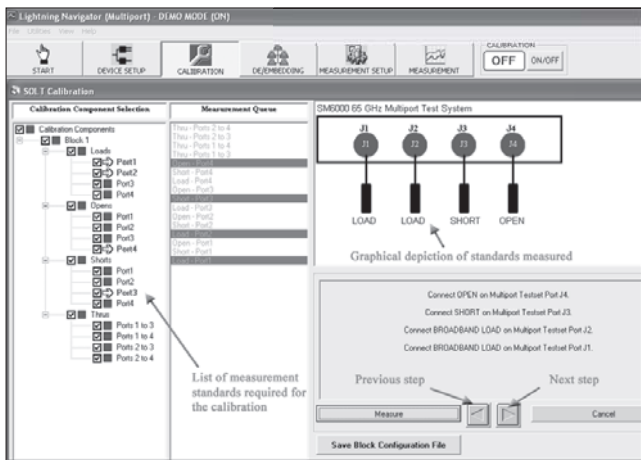 Lightning Navigator (Multiport) - DEMO MODE (ON)
File Utilities View Help
START
DEVICE SETUP
CALIBRATION
DE/EMBEDDING
MEASUREMENT SETUP
MEASUREMENT
CALIBRATION
OFF
ON/OFF
SOLT Calibration
Calibration Component Selection
Calibration Components
Block 1
Loads
Port1
Port2
Port3
Port4
Opens
Port1
Port2
Port3
Port4
Shorts
Port1
Port2
Port3
Port4
Thrus
Ports 1 to 3
Ports 1 to 4
Ports 2 to 3
Ports 2 to 4
List of measurement
standards required for
the calibration
Measurement Queue
Thru - Ports 2 to 4
Thru - Ports 2 to 3
Thru - Ports 1 to 4
Thru - Ports 1 to 3
Short - Port4
Load - Port4
Open - Port3
Load - Port3
Open - Port2
Short - Port2
Open - Port1
Short - Port1
Load - Port1
SM6000 65 GHz Multiport Test System
J1 J2 J3 J4
J1 J2 J3 J4
LOAD LOAD SHORT OPEN
Graphical depiction of standards measured
Connect OPEN on Multiport Testset Port J4.
Connect SHORT on Multiport Testset Port J3.
Connect BROADBAND LOAD on Multiport Testset Port J2.
Connect BROADBAND LOAD on Multiport Testset Port J1.
Previous step Next step
Measure
Cancel
Save Block Configuration File